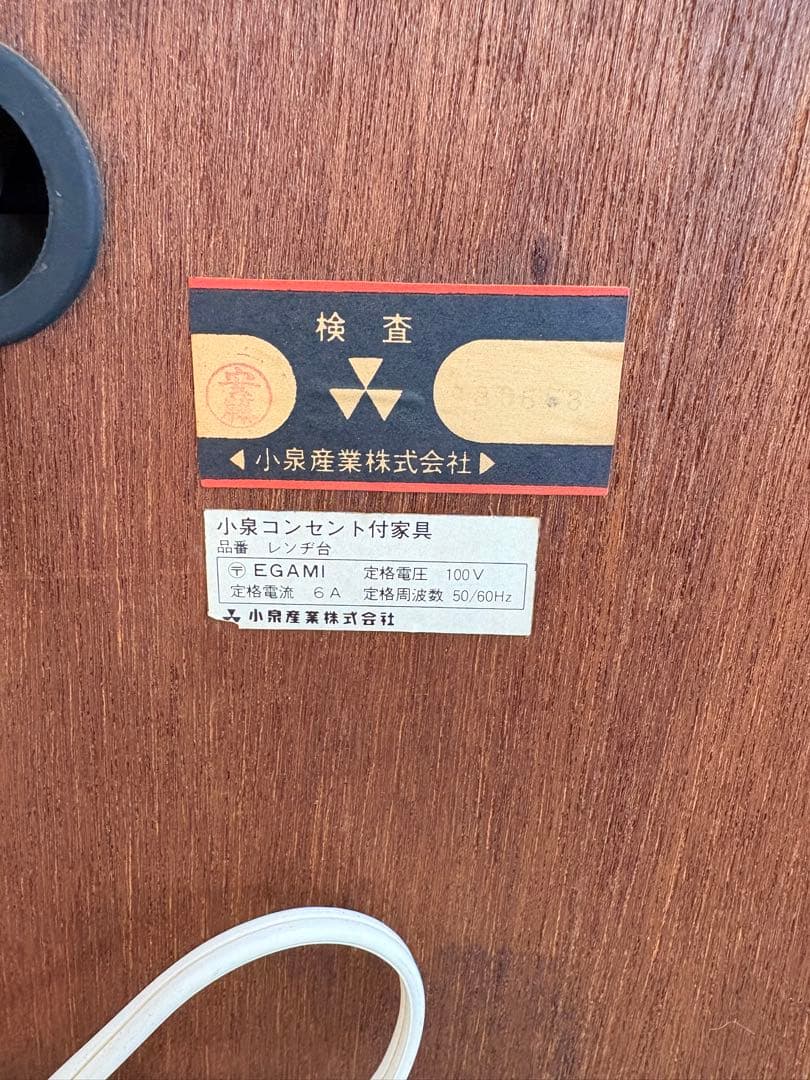 検査
安藤
◀小泉産業株式会社▶
小泉コンセント付家具
品番 レンヂ台
〶 EGAMI 定格電圧 100V
定格電流 6A 定格周波数 50/60Hz
小泉産業株式会社